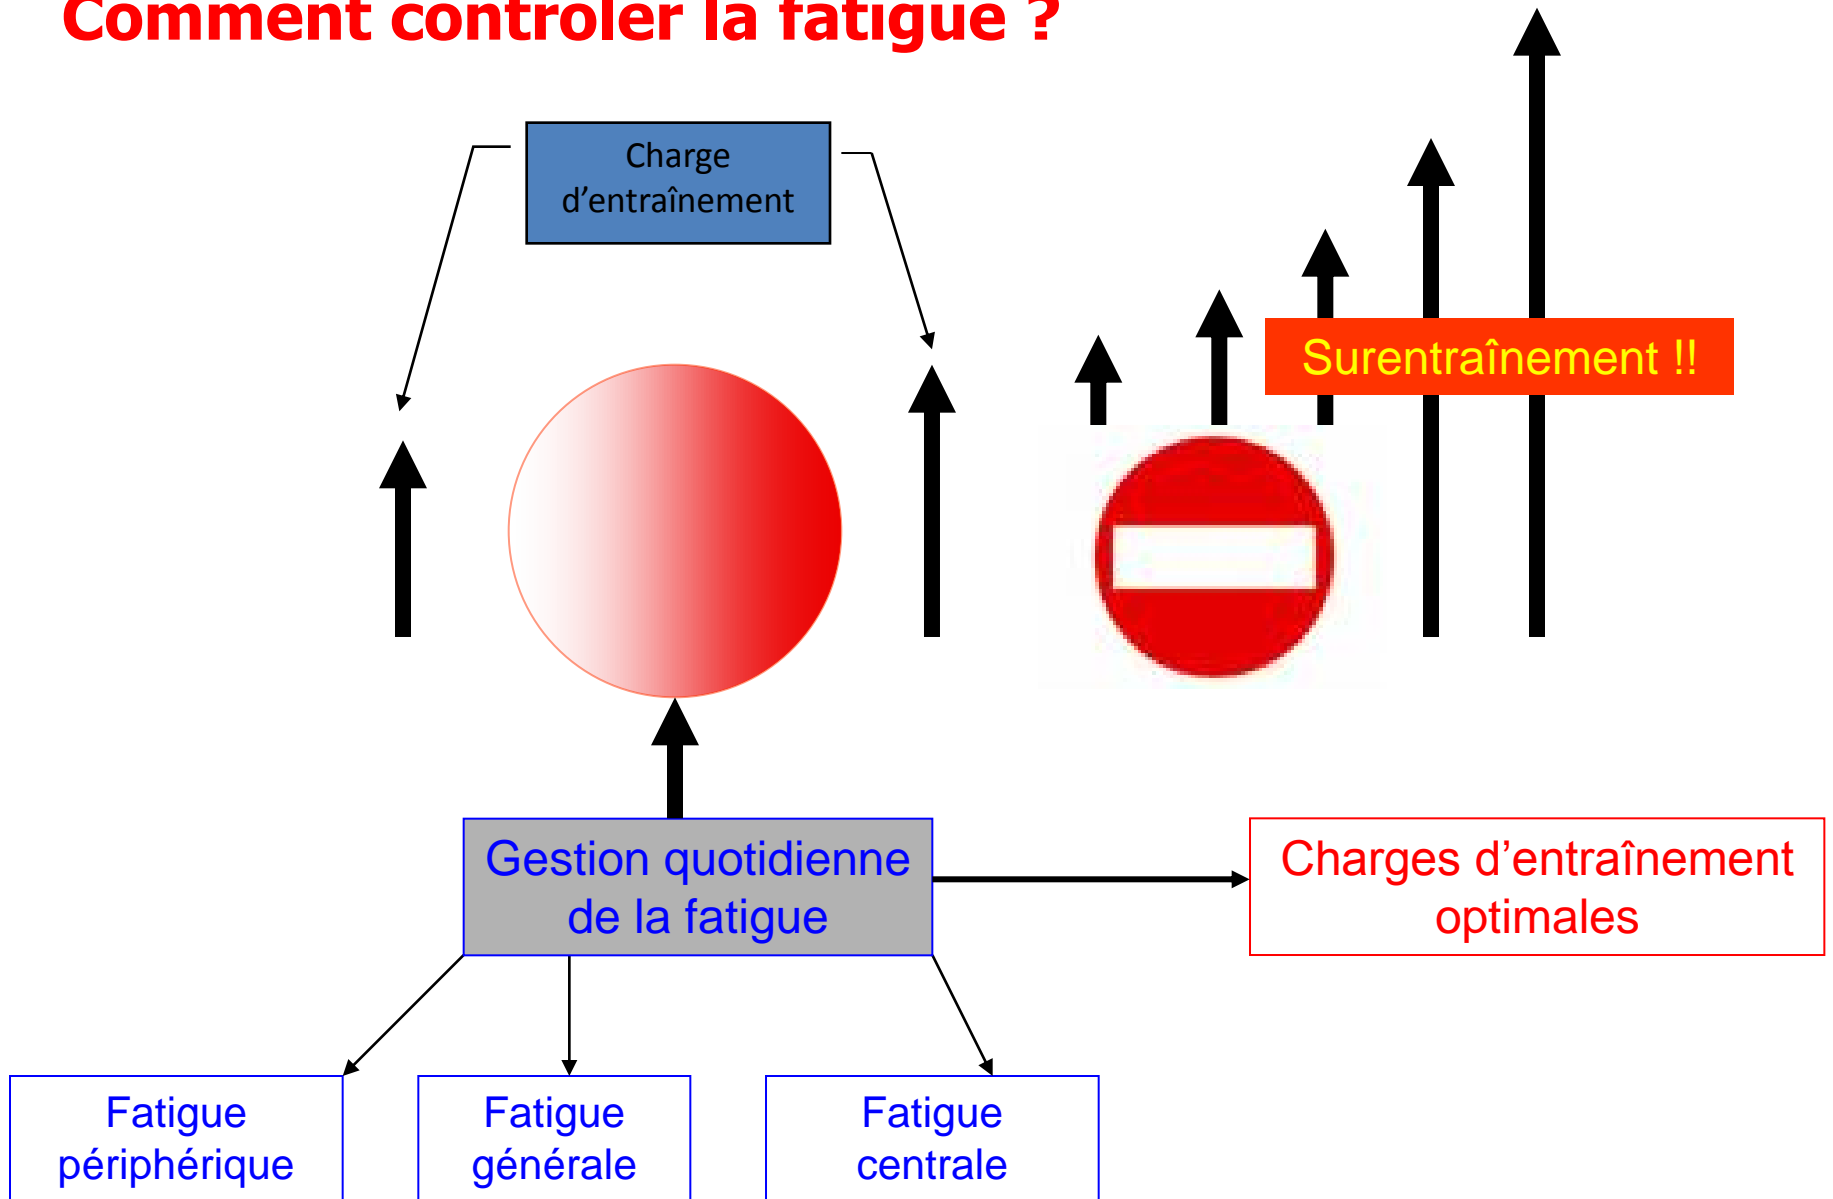 Comment controler la fatigue ?
Charge
d’entraînement
Surentraînement !!
Gestion quotidienne
de la fatigue
Charges d’entraînement
optimales
Fatigue
périphérique
Fatigue
générale
Fatigue
centrale